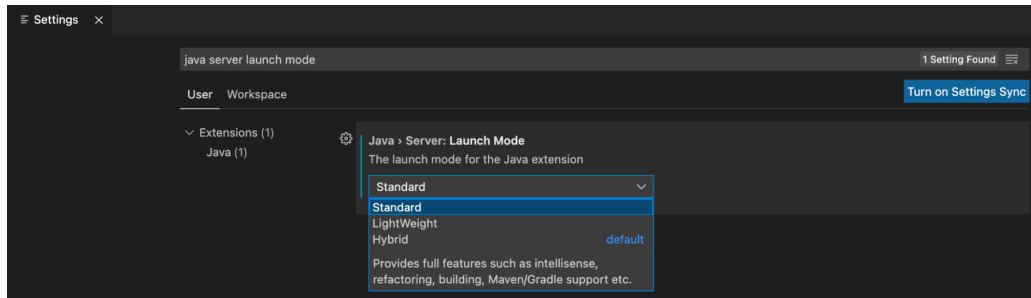 Settings
java server launch mode
1 Setting Found
User Workspace
Turn on Settings Sync
Extensions (1)
Java (1)
Java › Server: Launch Mode
The launch mode for the Java extension
Standard
Standard
LightWeight
Hybrid default
Provides full features such as intellisense,
refactoring, building, Maven/Gradle support etc.